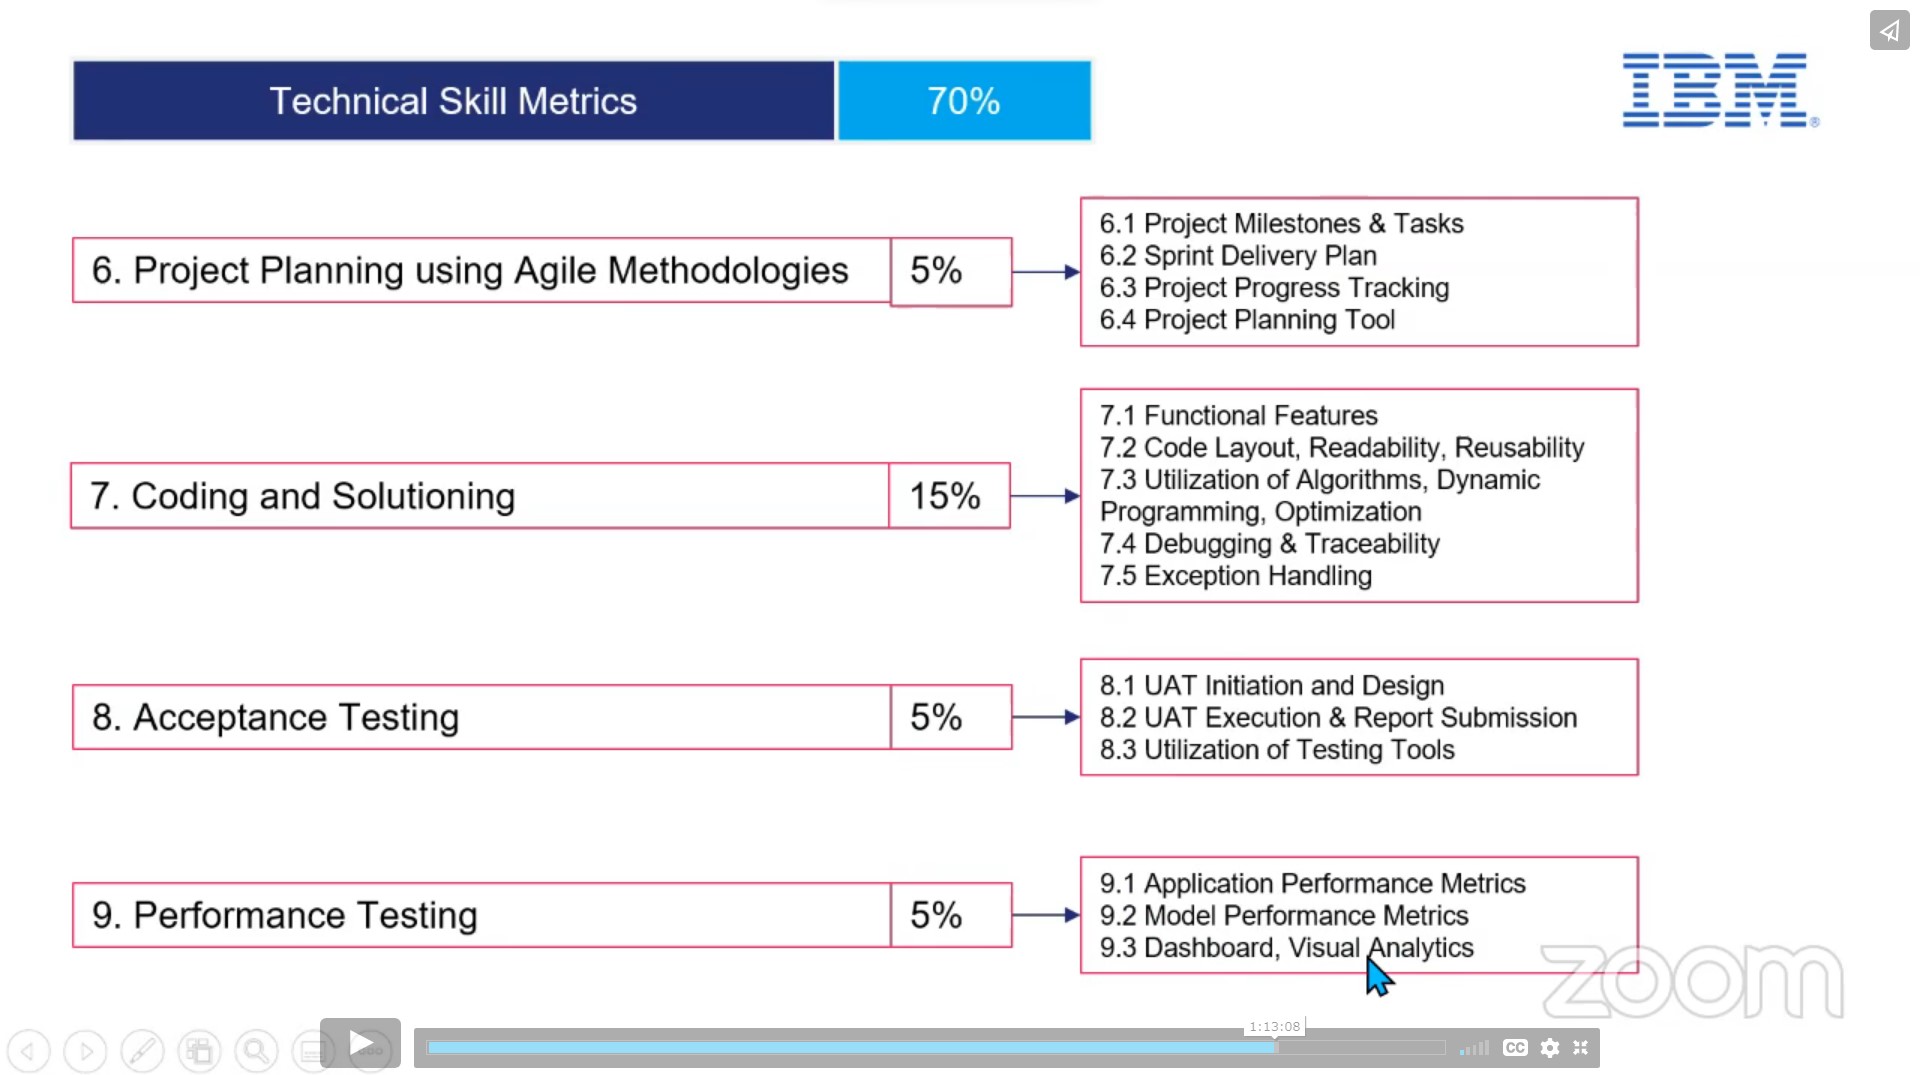 Technical Skill Metrics 70%
IBM®
6. Project Planning using Agile Methodologies 5%
6.1 Project Milestones & Tasks
6.2 Sprint Delivery Plan
6.3 Project Progress Tracking
6.4 Project Planning Tool
7. Coding and Solutioning 15%
7.1 Functional Features
7.2 Code Layout, Readability, Reusability
7.3 Utilization of Algorithms, Dynamic
Programming, Optimization
7.4 Debugging & Traceability
7.5 Exception Handling
8. Acceptance Testing 5%
8.1 UAT Initiation and Design
8.2 UAT Execution & Report Submission
8.3 Utilization of Testing Tools
9. Performance Testing 5%
9.1 Application Performance Metrics
9.2 Model Performance Metrics
9.3 Dashboard, Visual Analytics
zoom
1:13:08
CC